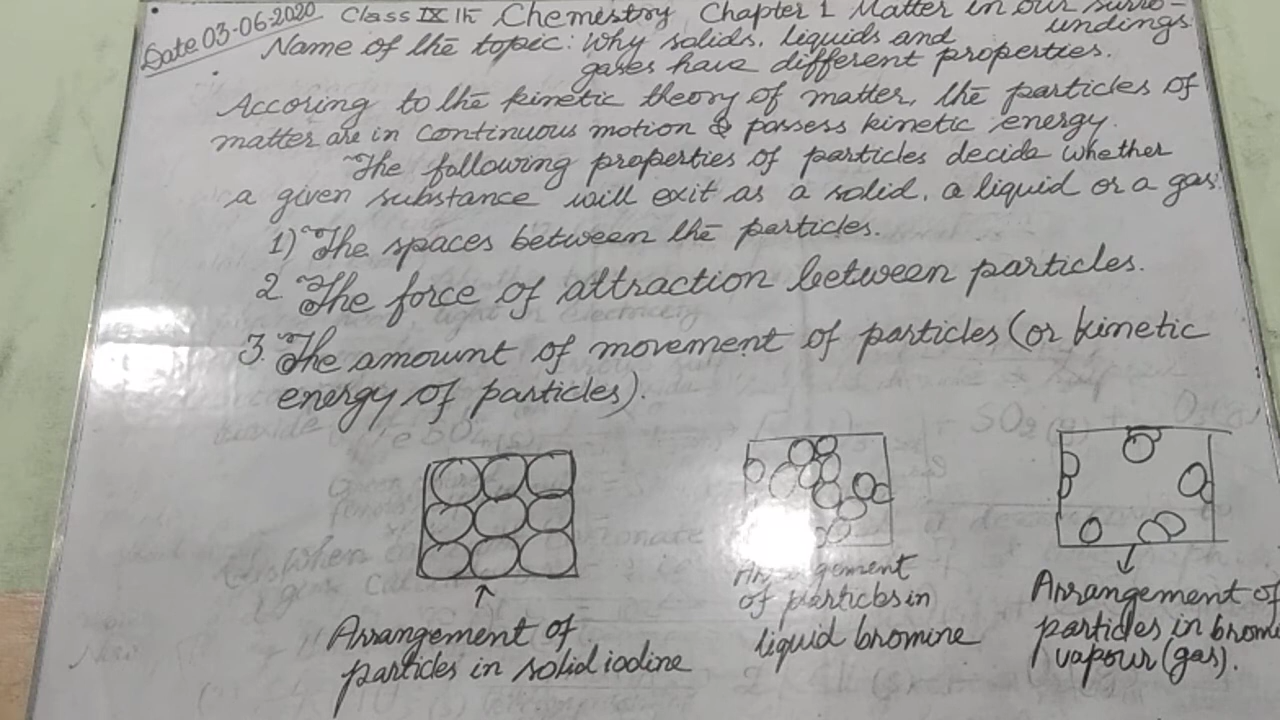 Date 03-06-2020 Class IX th Chemestry Chapter 1 Matter in our surro-
undings
Name of the topic: Why solids, liquids and
gases have different properties.
Accoring to the kinetic theory of matter, the particles of
matter are in continuous motion & possess kinetic energy.
The following properties of particles decide whether
a given substance will exit as a solid, a liquid or a gas.
1) The spaces between the particles.
2. The force of attraction between particles.
3. The amount of movement of particles (or kinetic
energy of particles).
Arrangement of
particles in solid iodine
Arrangement
of particles in
liquid bromine
Arrangement of
particles in bromi
vapour (gas).